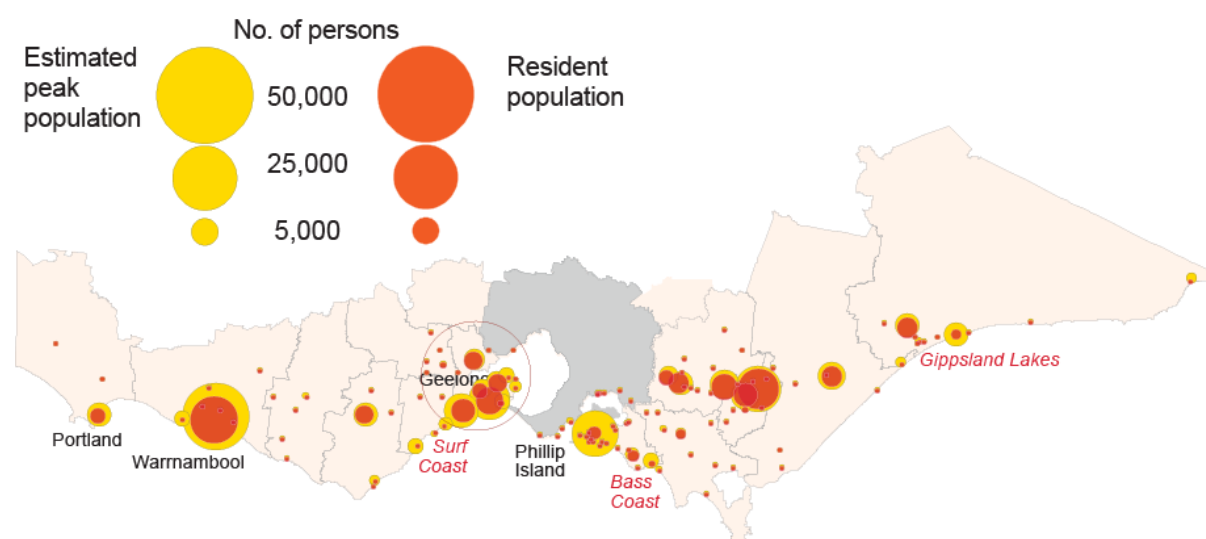 No. of persons
Estimated
peak
population
50,000
25,000
5,000
Resident
population
Portland
Warrnambool
Geelong
Surf
Coast
Phillip
Island
Bass
Coast
Gippsland Lakes